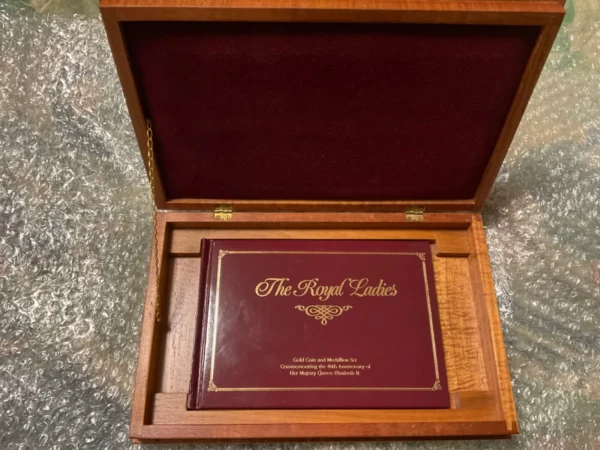 The Royal Ladies
Gold Coin and Medallion Set
Commemorating the 40th Anniversary of
Her Majesty Queen Elizabeth II.